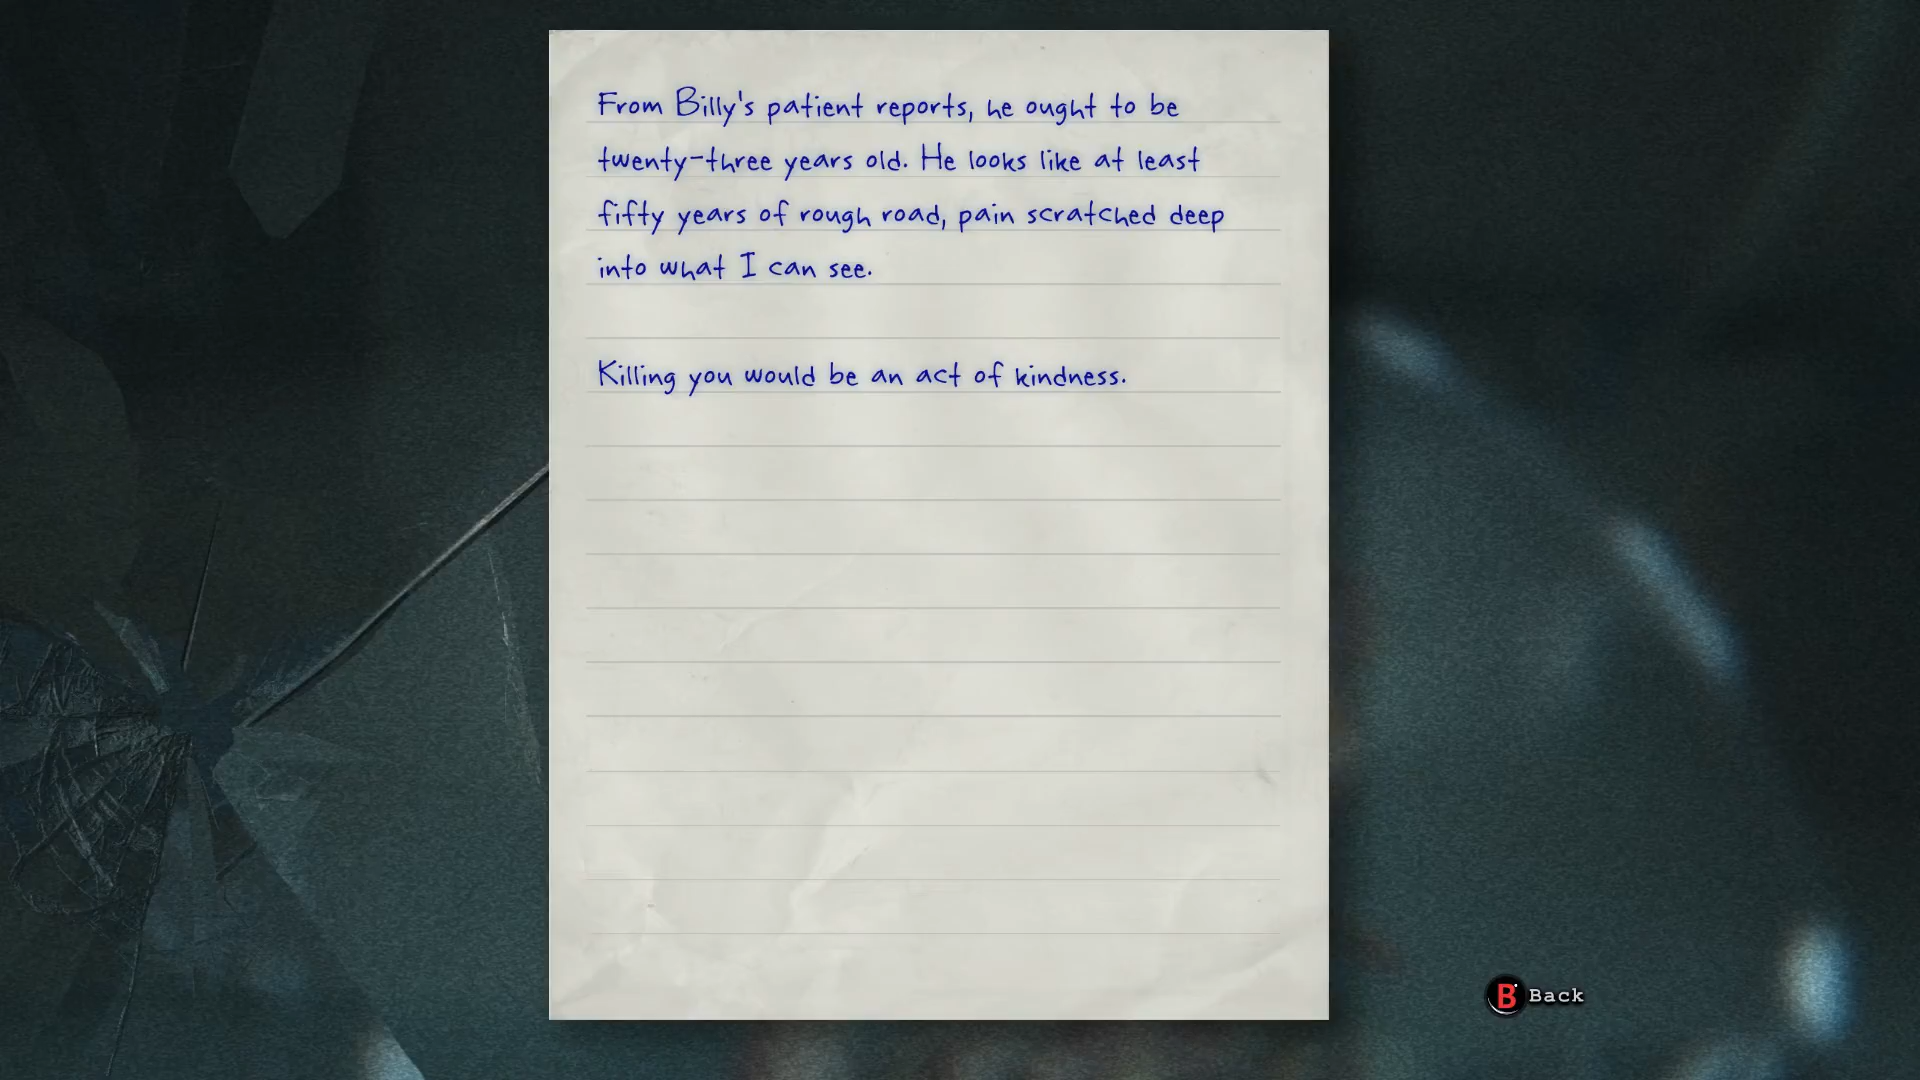 From Billy's patient reports, he ought to be
twenty-three years old. He looks like at least
fifty years of rough road, pain scratched deep
into what I can see.
Killing you would be an act of kindness.
B Back